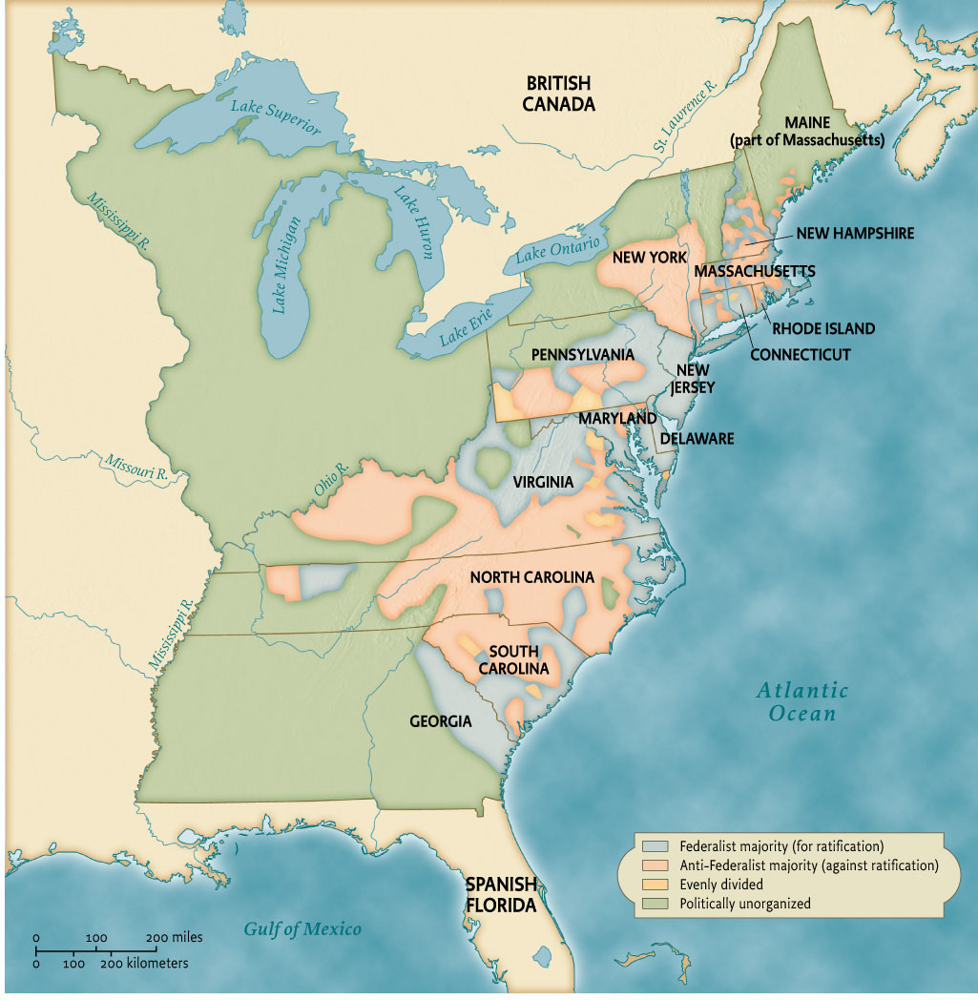 BRITISH
CANADA
St. Lawrence R.
MAINE
(part of Massachusetts)
Lake Superior
Mississippi R.
Lake Michigan
Lake Huron
Lake Ontario
NEW HAMPSHIRE
NEW YORK
MASSACHUSETTS
Lake Erie
RHODE ISLAND
CONNECTICUT
PENNSYLVANIA
NEW
JERSEY
MARYLAND
DELAWARE
Missouri R.
Ohio R.
VIRGINIA
NORTH CAROLINA
Mississippi R.
SOUTH
CAROLINA
GEORGIA
Atlantic
Ocean
Federalist majority (for ratification)
Anti-Federalist majority (against ratification)
Evenly divided
Politically unorganized
SPANISH
FLORIDA
Gulf of Mexico
0 100 200 miles
0 100 200 kilometers